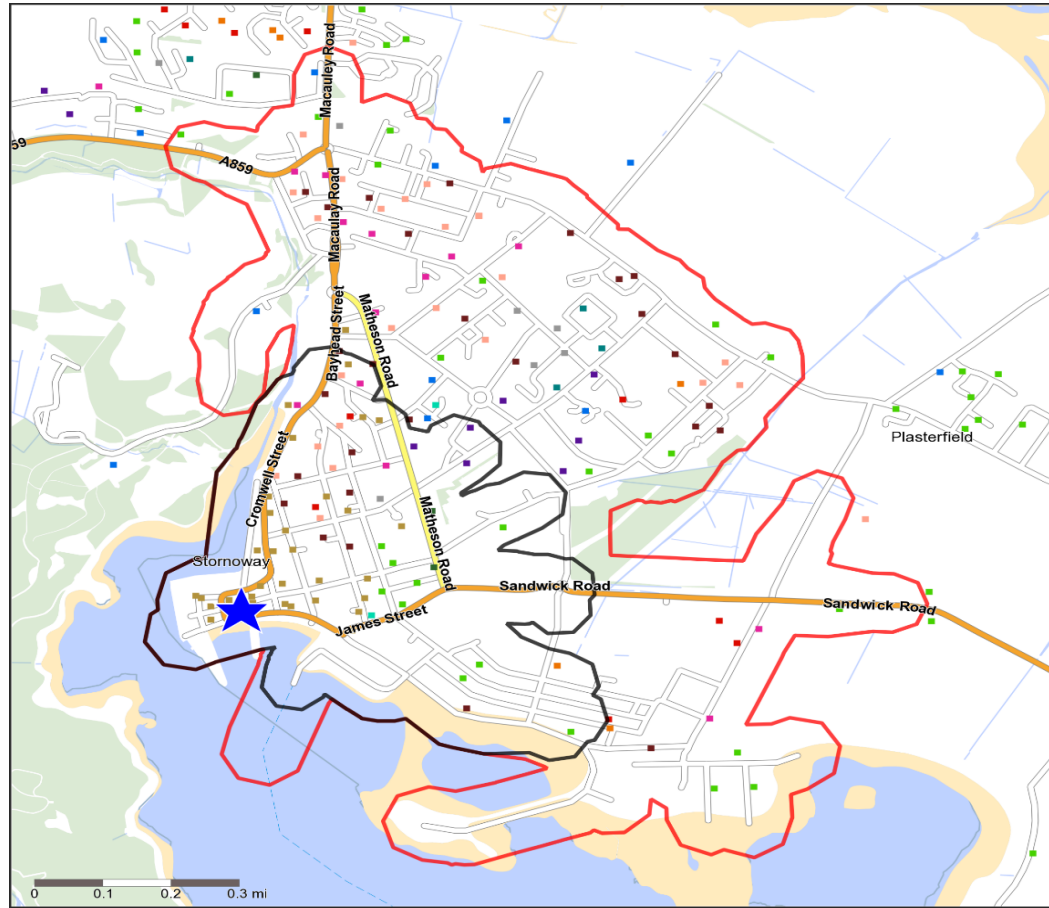 Macauley Road
59
A859
Macaulay Road
Bayhead Street
Matheson Road
Plasterfield
Cromwell Street
Matheson Road
Stornoway
Sandwick Road
Sandwick Road
James Street
0 0.1 0.2 0.3 mi